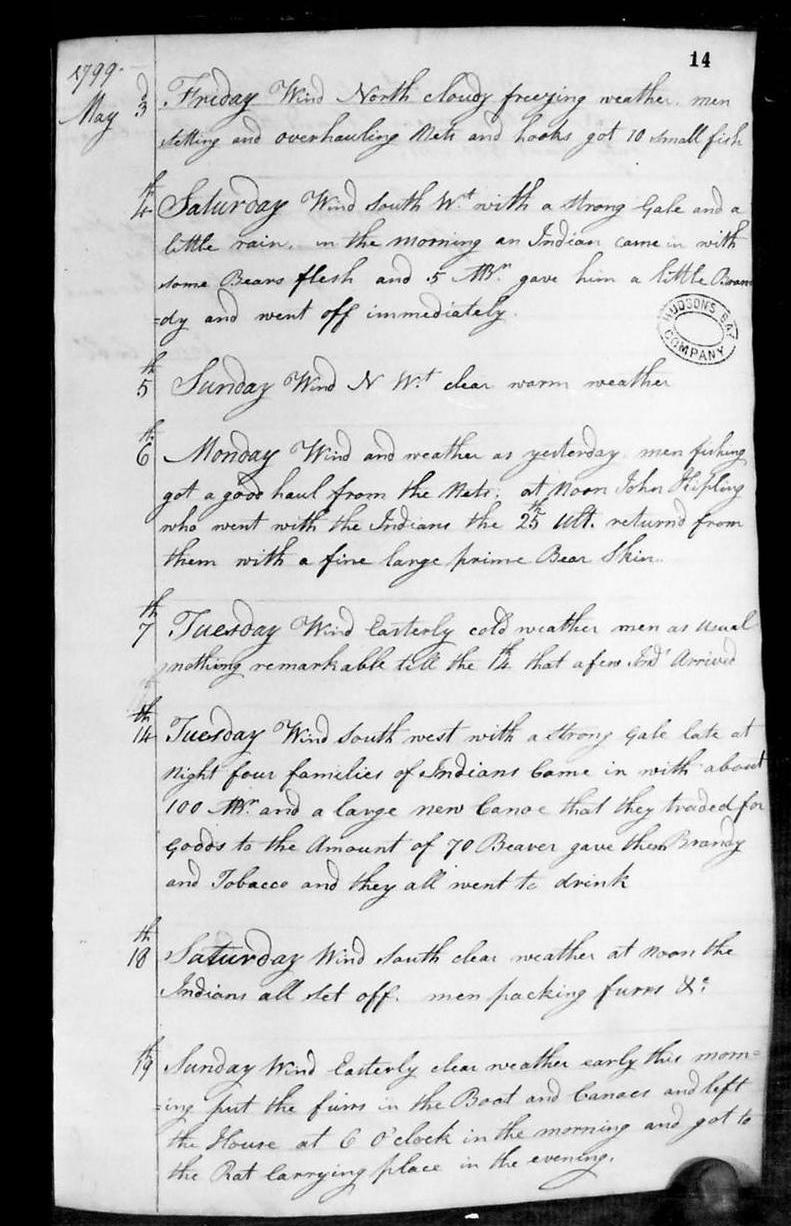 14
1799
May 3d Friday Wind North cloudy freezing weather. men
setting and overhauling Nets and hooks got 10 small fish
4th Saturday Wind South Wt with a strong Gale and a
little rain. in the morning an Indian came in with
some Bears flesh and 5 MBr. gave him a little Bran
=dy and went off immediately.
HUDSONS BAY
COMPANY
5th Sunday Wind N Wt clear warm weather
6th Monday Wind and weather as yesterday men fishing
got a good haul from the Nets. at Noon John Kipling
who went with the Indians the 25th Ult. returnd from
them with a fine large prime Bear Skin
7th Tuesday Wind Easterly cold weather men as usual
nothing remarkable till the 14th that a few Inds Arrived
14th Tuesday Wind South west with a strong Gale late at
Night four families of Indians Came in with about
100 MBr. and a large new Canoe that they traded for
Goods to the Amount of 70 Beaver gave them Brandy
and Tobacco and they all went to drink
18th Saturday Wind South clear weather at Noon the
Indians all set off. men packing furrs &c
19th Sunday Wind Easterly clear weather early this morn=
=ing put the furrs in the Boat and Canoes and left
the House at 6 O'clock in the morning and got to
the Rat Carrying place in the evening.